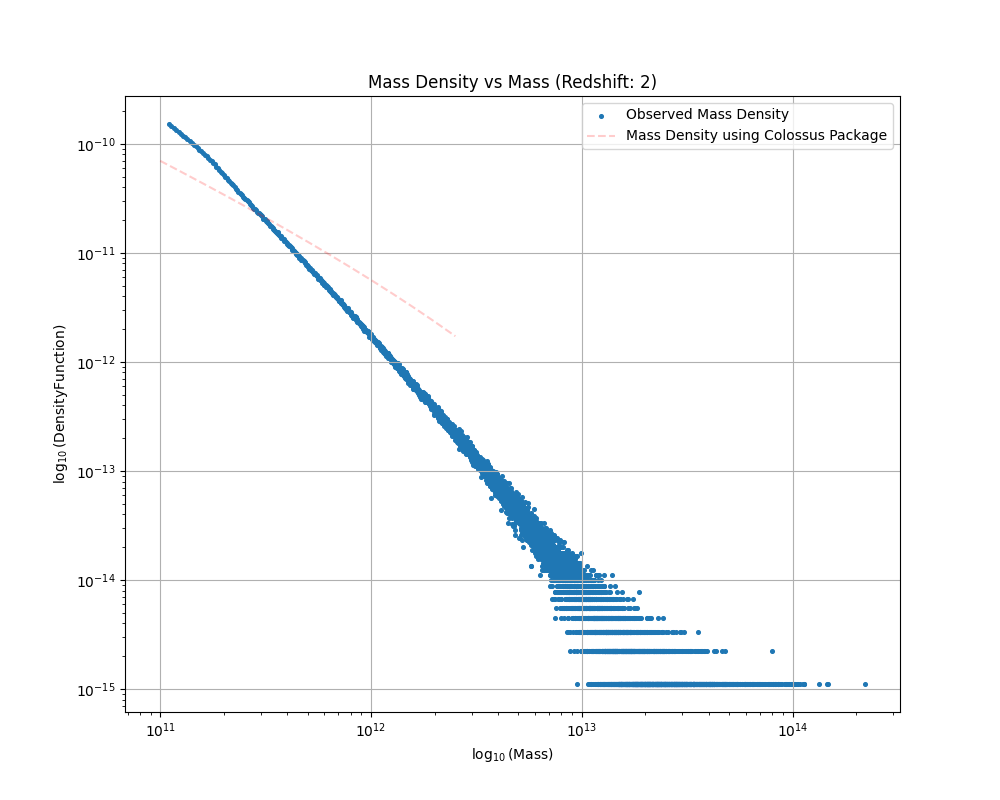 Mass Density vs Mass (Redshift: 2)
Observed Mass Density
Mass Density using Colossus Package
10⁻¹⁰
10⁻¹¹
10⁻¹²
10⁻¹³
10⁻¹⁴
10⁻¹⁵
log₁₀(DensityFunction)
10¹¹ 10¹² 10¹³ 10¹⁴
log₁₀(Mass)